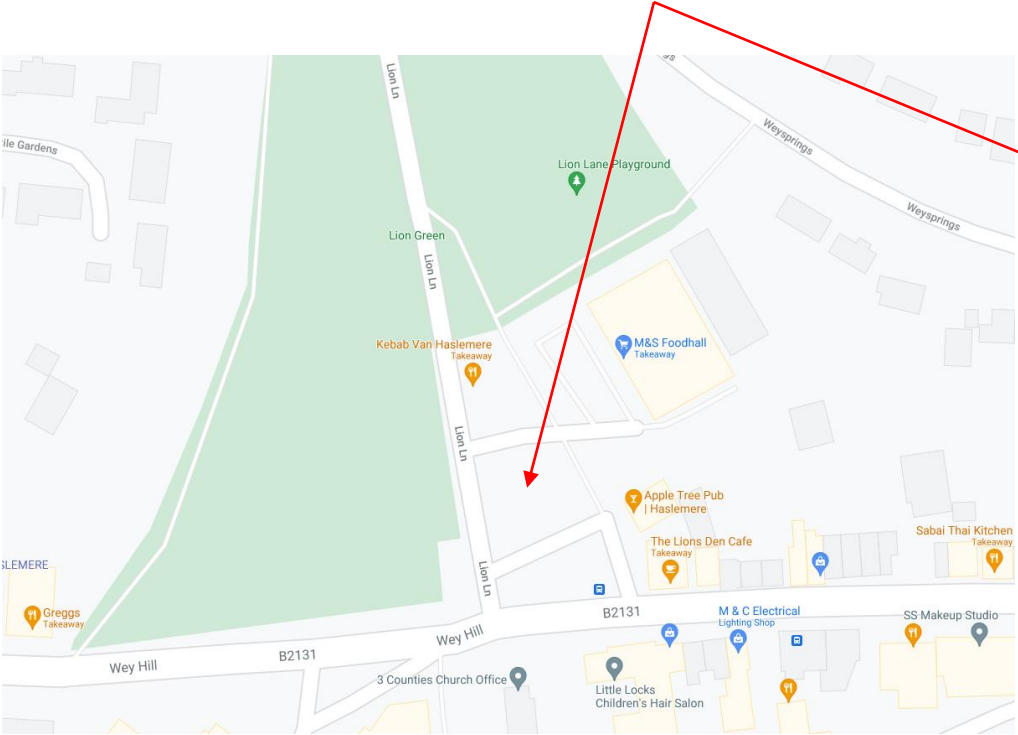 Lion Ln
gs
Weysprings
ile Gardens
Lion Lane Playground
Weysprings
Lion Green
Lion Ln
M&S Foodhall
Takeaway
Kebab Van Haslemere
Takeaway
Lion Ln
Apple Tree Pub
| Haslemere
Sabai Thai Kitchen
Takeaway
The Lions Den Cafe
Takeaway
SLEMERE
Lion Ln
Greggs
Takeaway
B2131
M & C Electrical
Lighting Shop
SS Makeup Studio
Wey Hill
B2131
Wey Hill
3 Counties Church Office
Little Locks
Children's Hair Salon